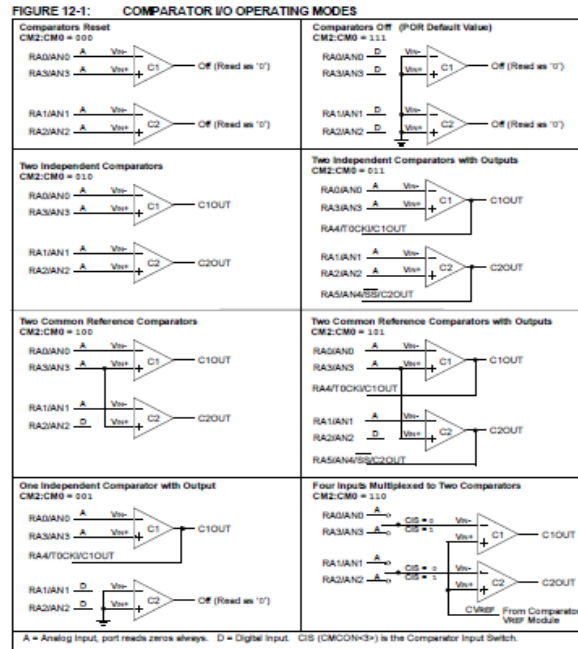 FIGURE 12-1: COMPARATOR I/O OPERATING MODES
Comparators Reset
CM2:CM0 = 000
RA0/AN0 A VIN-
RA3/AN3 A VIN+
C1
Off (Read as '0')
RA1/AN1 A VIN-
RA2/AN2 A VIN+
C2
Off (Read as '0')
Comparators Off (POR Default Value)
CM2:CM0 = 111
RA0/AN0 D VIN-
RA3/AN3 D VIN+
C1
Off (Read as '0')
RA1/AN1 D VIN-
RA2/AN2 D VIN+
C2
Off (Read as '0')
Two Independent Comparators
CM2:CM0 = 010
RA0/AN0 A VIN-
RA3/AN3 A VIN+
C1
C1OUT
RA1/AN1 A VIN-
RA2/AN2 A VIN+
C2
C2OUT
Two Independent Comparators with Outputs
CM2:CM0 = 011
RA0/AN0 A VIN-
RA3/AN3 A VIN+
C1
C1OUT
RA4/T0CKI/C1OUT
RA1/AN1 A VIN-
RA2/AN2 A VIN+
C2
C2OUT
RA5/AN4/SS/C2OUT
Two Common Reference Comparators
CM2:CM0 = 100
RA0/AN0 A VIN-
RA3/AN3 A VIN+
C1
C1OUT
RA1/AN1 A VIN-
RA2/AN2 D VIN+
C2
C2OUT
Two Common Reference Comparators with Outputs
CM2:CM0 = 101
RA0/AN0 A VIN-
RA3/AN3 A VIN+
C1
C1OUT
RA4/T0CKI/C1OUT
RA1/AN1 A VIN-
RA2/AN2 D VIN+
C2
C2OUT
RA5/AN4/SS/C2OUT
One Independent Comparator with Output
CM2:CM0 = 001
RA0/AN0 A VIN-
RA3/AN3 A VIN+
C1
C1OUT
RA4/T0CKI/C1OUT
RA1/AN1 D VIN-
RA2/AN2 D VIN+
C2
Off (Read as '0')
Four Inputs Multiplexed to Two Comparators
CM2:CM0 = 110
RA0/AN0 A CIS = 0 VIN-
RA3/AN3 A CIS = 1 VIN+
C1
C1OUT
RA1/AN1 A CIS = 0 VIN-
RA2/AN2 A CIS = 1 VIN+
C2
C2OUT
CVREF From Comparator
VREF Module
A = Analog Input, port reads zeros always. D = Digital Input. CIS (CMCON<3>) is the Comparator Input Switch.